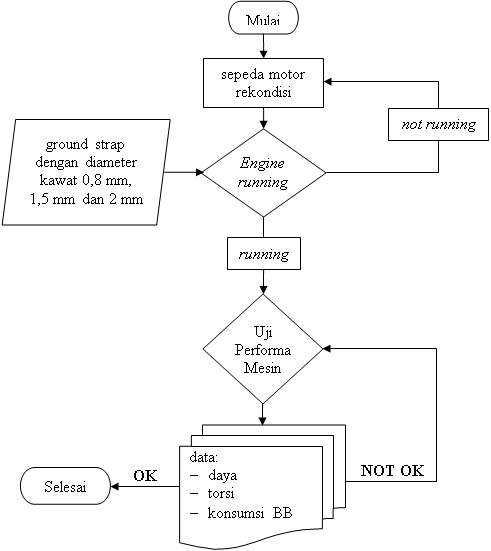 Mulai
sepeda motor
rekondisi
not running
ground strap
dengan diameter
kawat 0,8 mm,
1,5 mm dan 2 mm
Engine
running
running
Uji
Performa
Mesin
data:
– daya
– torsi
– konsumsi BB
NOT OK
OK
Selesai